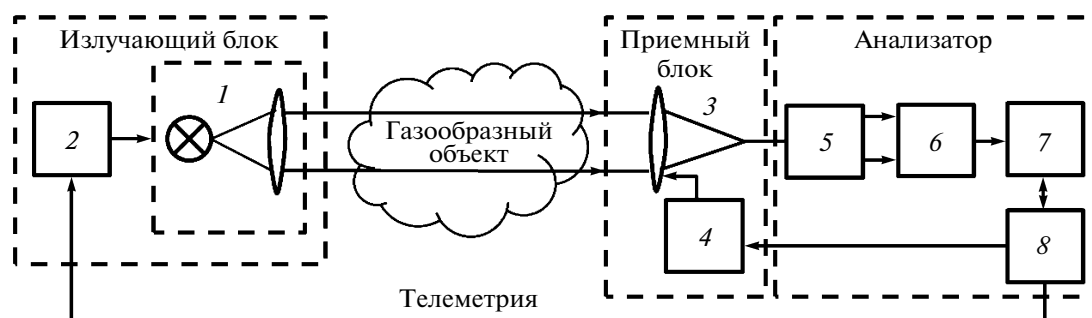 Излучающий блок
Приемный
блок
Анализатор
1
2
Газообразный
объект
3
4
5
6
7
8
Телеметрия